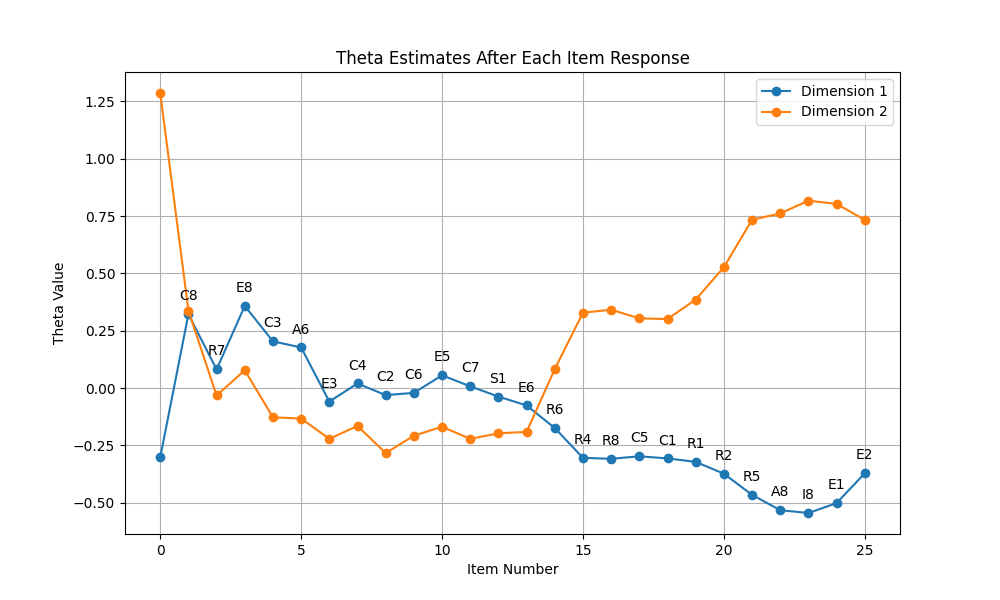 Theta Estimates After Each Item Response
Dimension 1
Dimension 2
Theta Value
1.25
1.00
0.75
0.50
0.25
0.00
−0.25
−0.50
C8
R7
E8
C3
A6
E3
C4
C2
C6
E5
C7
S1
E6
R6
R4
R8
C5
C1
R1
R2
R5
A8
I8
E1
E2
0
5
10
15
20
25
Item Number